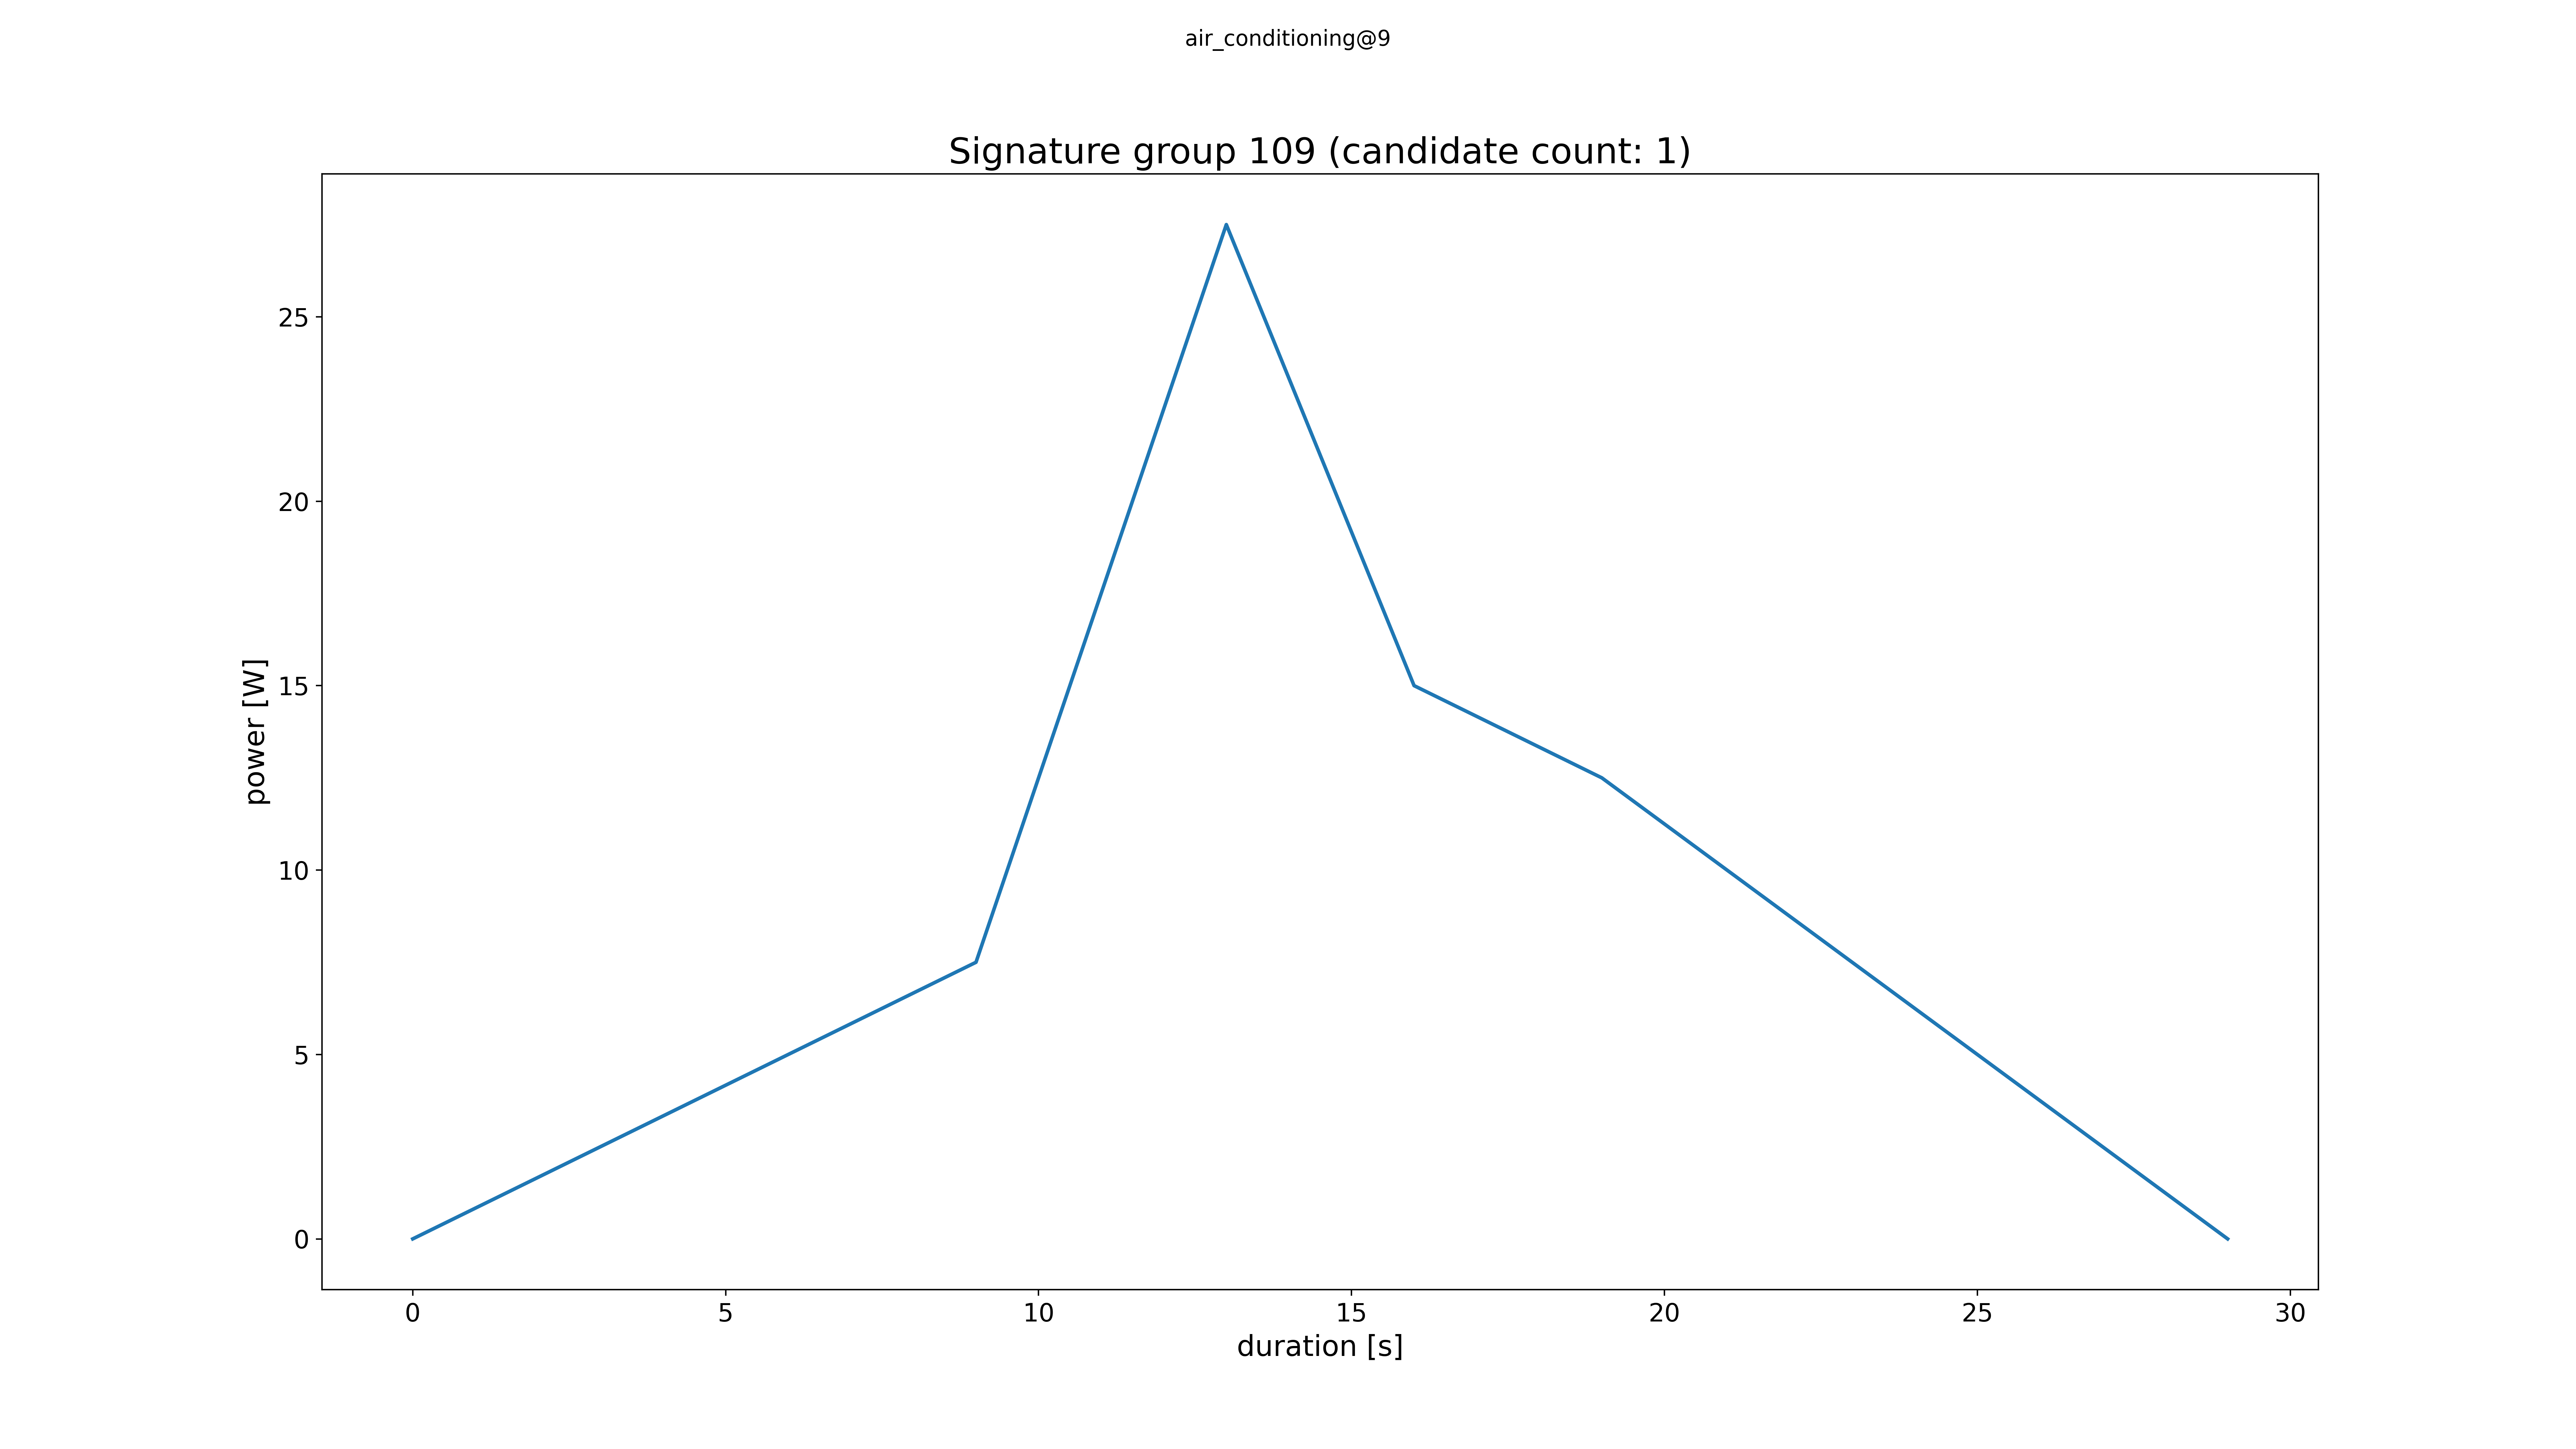 air_conditioning@9
Signature group 109 (candidate count: 1)
power [W]
25
20
15
10
5
0
0 5 10 15 20 25 30
duration [s]